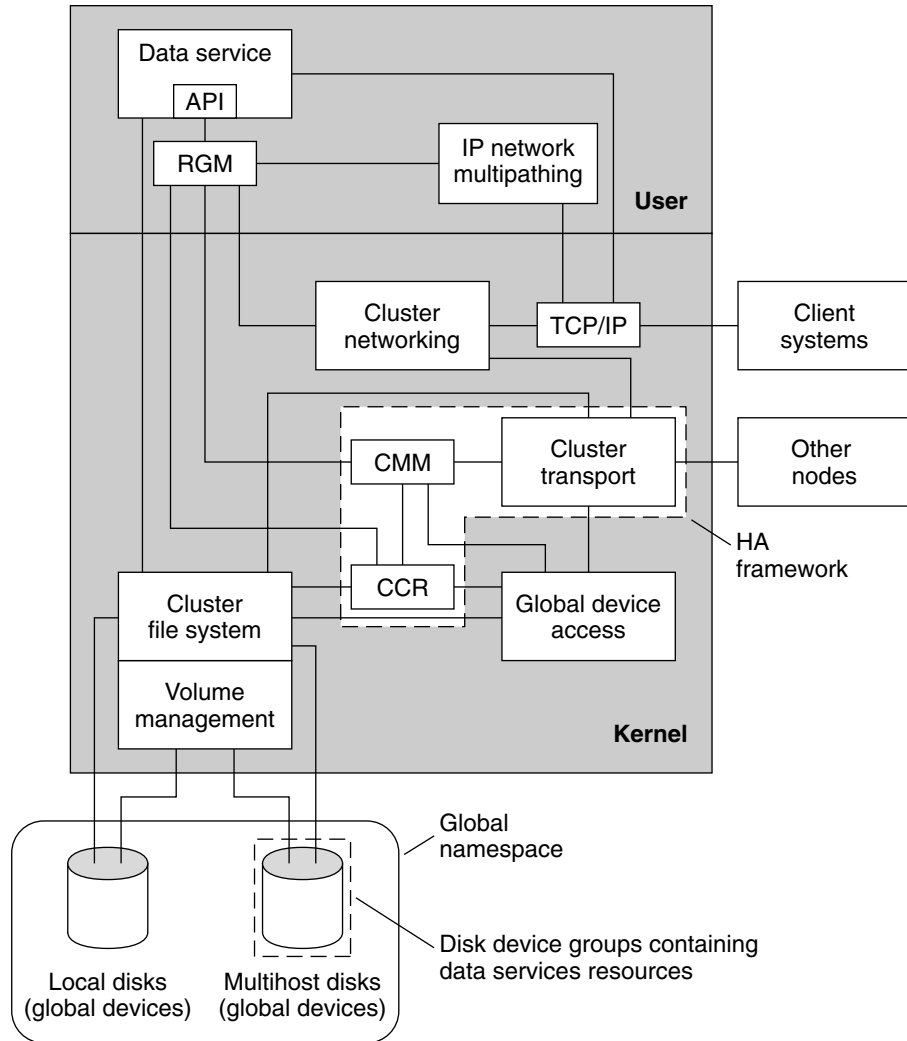 Data service
API
RGM
IP network
multipathing
User
Cluster
networking
TCP/IP
Client
systems
CMM
Cluster
transport
Other
nodes
HA
framework
CCR
Cluster
file system
Global device
access
Volume
management
Kernel
Global
namespace
Disk device groups containing
data services resources
Local disks
(global devices)
Multihost disks
(global devices)